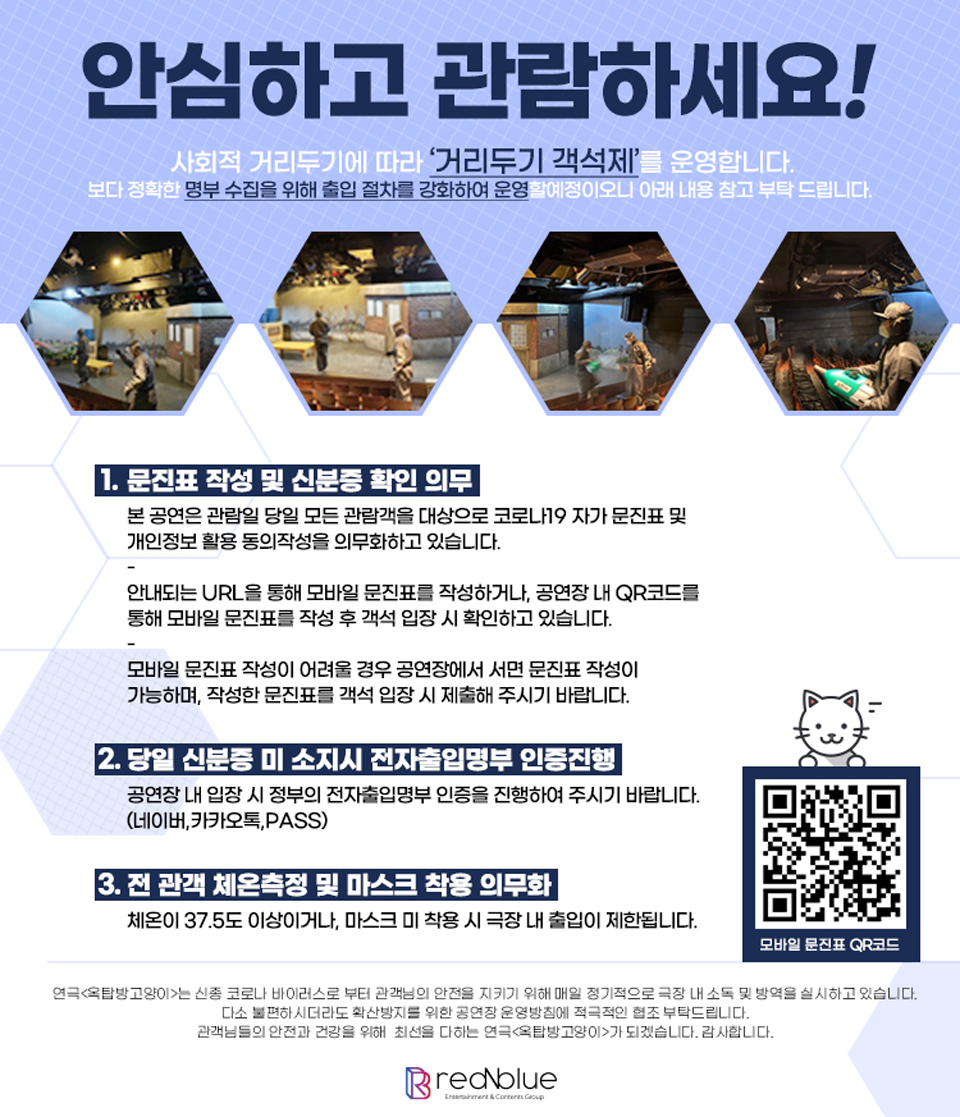 안심하고 관람하세요!
사회적 거리두기에 따라 '거리두기 객석제'를 운영합니다.
보다 정확한 명부 수집을 위해 출입 절차를 강화하여 운영할예정이오니 아래 내용 참고 부탁 드립니다.
1. 문진표 작성 및 신분증 확인 의무
본 공연은 관람일 당일 모든 관람객을 대상으로 코로나19 자가 문진표 및
개인정보 활용 동의작성을 의무화하고 있습니다.
-
안내되는 URL을 통해 모바일 문진표를 작성하거나, 공연장 내 QR코드를
통해 모바일 문진표를 작성 후 객석 입장 시 확인하고 있습니다.
-
모바일 문진표 작성이 어려울 경우 공연장에서 서면 문진표 작성이
가능하며, 작성한 문진표를 객석 입장 시 제출해 주시기 바랍니다.
2. 당일 신분증 미 소지시 전자출입명부 인증진행
공연장 내 입장 시 정부의 전자출입명부 인증을 진행하여 주시기 바랍니다.
(네이버,카카오톡,PASS)
3. 전 관객 체온측정 및 마스크 착용 의무화
체온이 37.5도 이상이거나, 마스크 미 착용 시 극장 내 출입이 제한됩니다.
모바일 문진표 QR코드
연극<옥탑방고양이>는 신종 코로나 바이러스로 부터 관객님의 안전을 지키기 위해 매일 정기적으로 극장 내 소독 및 방역을 실시하고 있습니다.
다소 불편하시더라도 확산방지를 위한 공연장 운영방침에 적극적인 협조 부탁드립니다.
관객님들의 안전과 건강을 위해 최선을 다하는 연극<옥탑방고양이>가 되겠습니다. 감사합니다.
redNblue
Entertainment & Contents Group